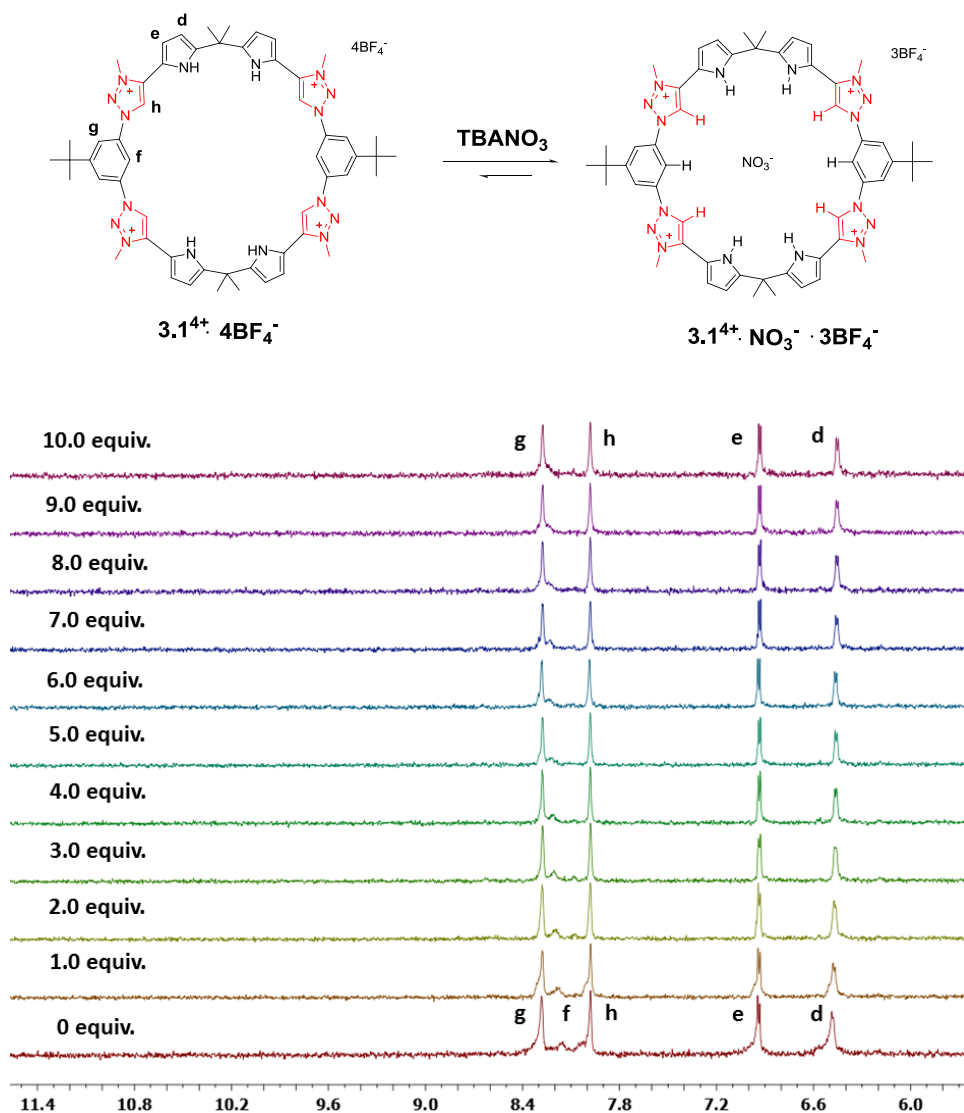 e d
4BF₄⁻
3BF₄⁻
N N⁺ N NH HN N⁺ N N
h
g
f
TBANO₃
H H
H NO₃⁻ H
H H
N N⁺ N NH HN N⁺ N N
3.1⁴⁺· 4BF₄⁻
3.1⁴⁺· NO₃⁻ · 3BF₄⁻
10.0 equiv. g h e d
9.0 equiv.
8.0 equiv.
7.0 equiv.
6.0 equiv.
5.0 equiv.
4.0 equiv.
3.0 equiv.
2.0 equiv.
1.0 equiv.
0 equiv. g f h e d
11.4 10.8 10.2 9.6 9.0 8.4 7.8 7.2 6.6 6.0